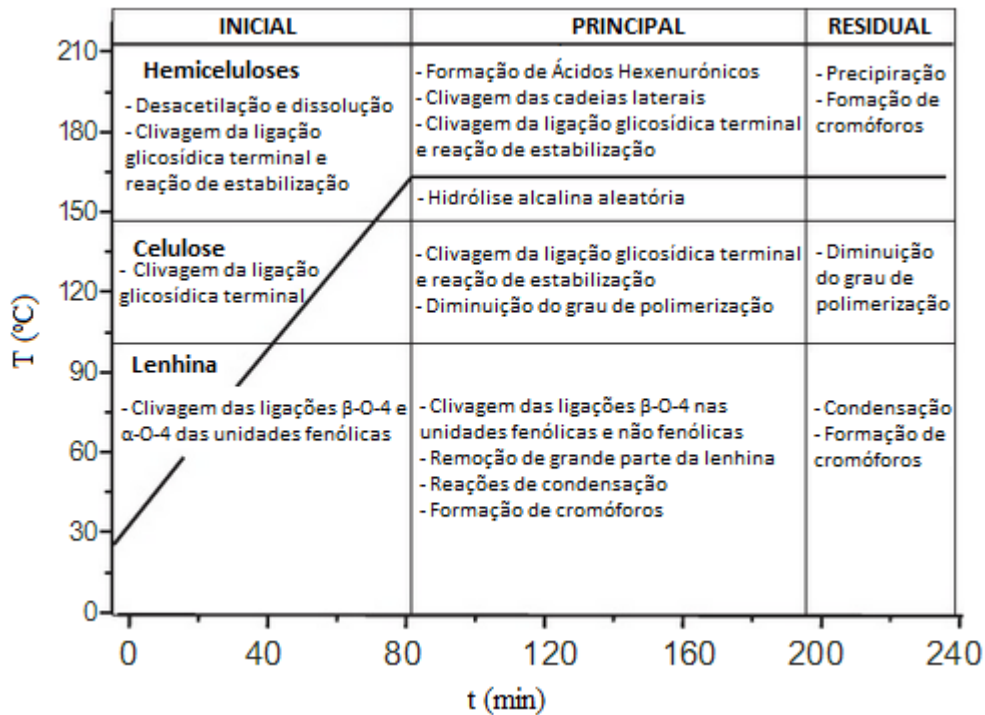 INICIAL
PRINCIPAL
RESIDUAL
Hemiceluloses
- Desacetilação e dissolução
- Clivagem da ligação
glicosídica terminal e
reação de estabilização
- Formação de Ácidos Hexenurónicos
- Clivagem das cadeias laterais
- Clivagem da ligação glicosídica terminal
e reação de estabilização
- Hidrólise alcalina aleatória
- Precipiração
- Fomação de
cromóforos
Celulose
- Clivagem da ligação
glicosídica terminal
- Clivagem da ligação glicosídica terminal
e reação de estabilização
- Diminuição do grau de polimerização
- Diminuição
do grau de
polimerização
Lenhina
- Clivagem das ligações β-O-4 e
α-O-4 das unidades fenólicas
- Clivagem das ligações β-O-4 nas
unidades fenólicas e não fenólicas
- Remoção de grande parte da lenhina
- Reações de condensação
- Formação de cromóforos
- Condensação
- Formação de
cromóforos
T (°C)
210
180
150
120
90
60
30
0
0 40 80 120 160 200 240
t (min)